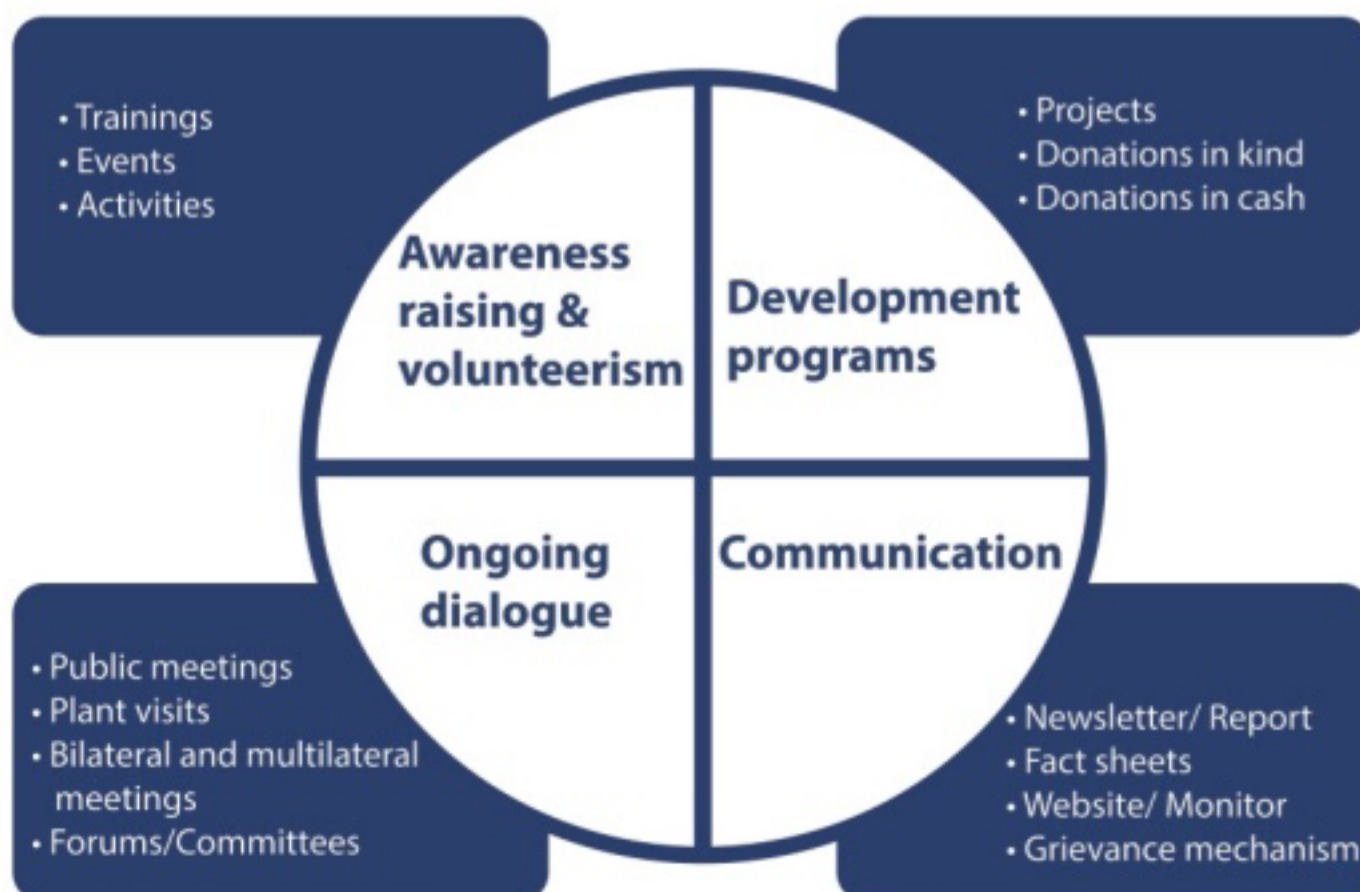 • Trainings
• Events
• Activities
Awareness
raising &
volunteerism
• Projects
• Donations in kind
• Donations in cash
Development
programs
Ongoing
dialogue
• Public meetings
• Plant visits
• Bilateral and multilateral
meetings
• Forums/Committees
Communication
• Newsletter/ Report
• Fact sheets
• Website/ Monitor
• Grievance mechanism